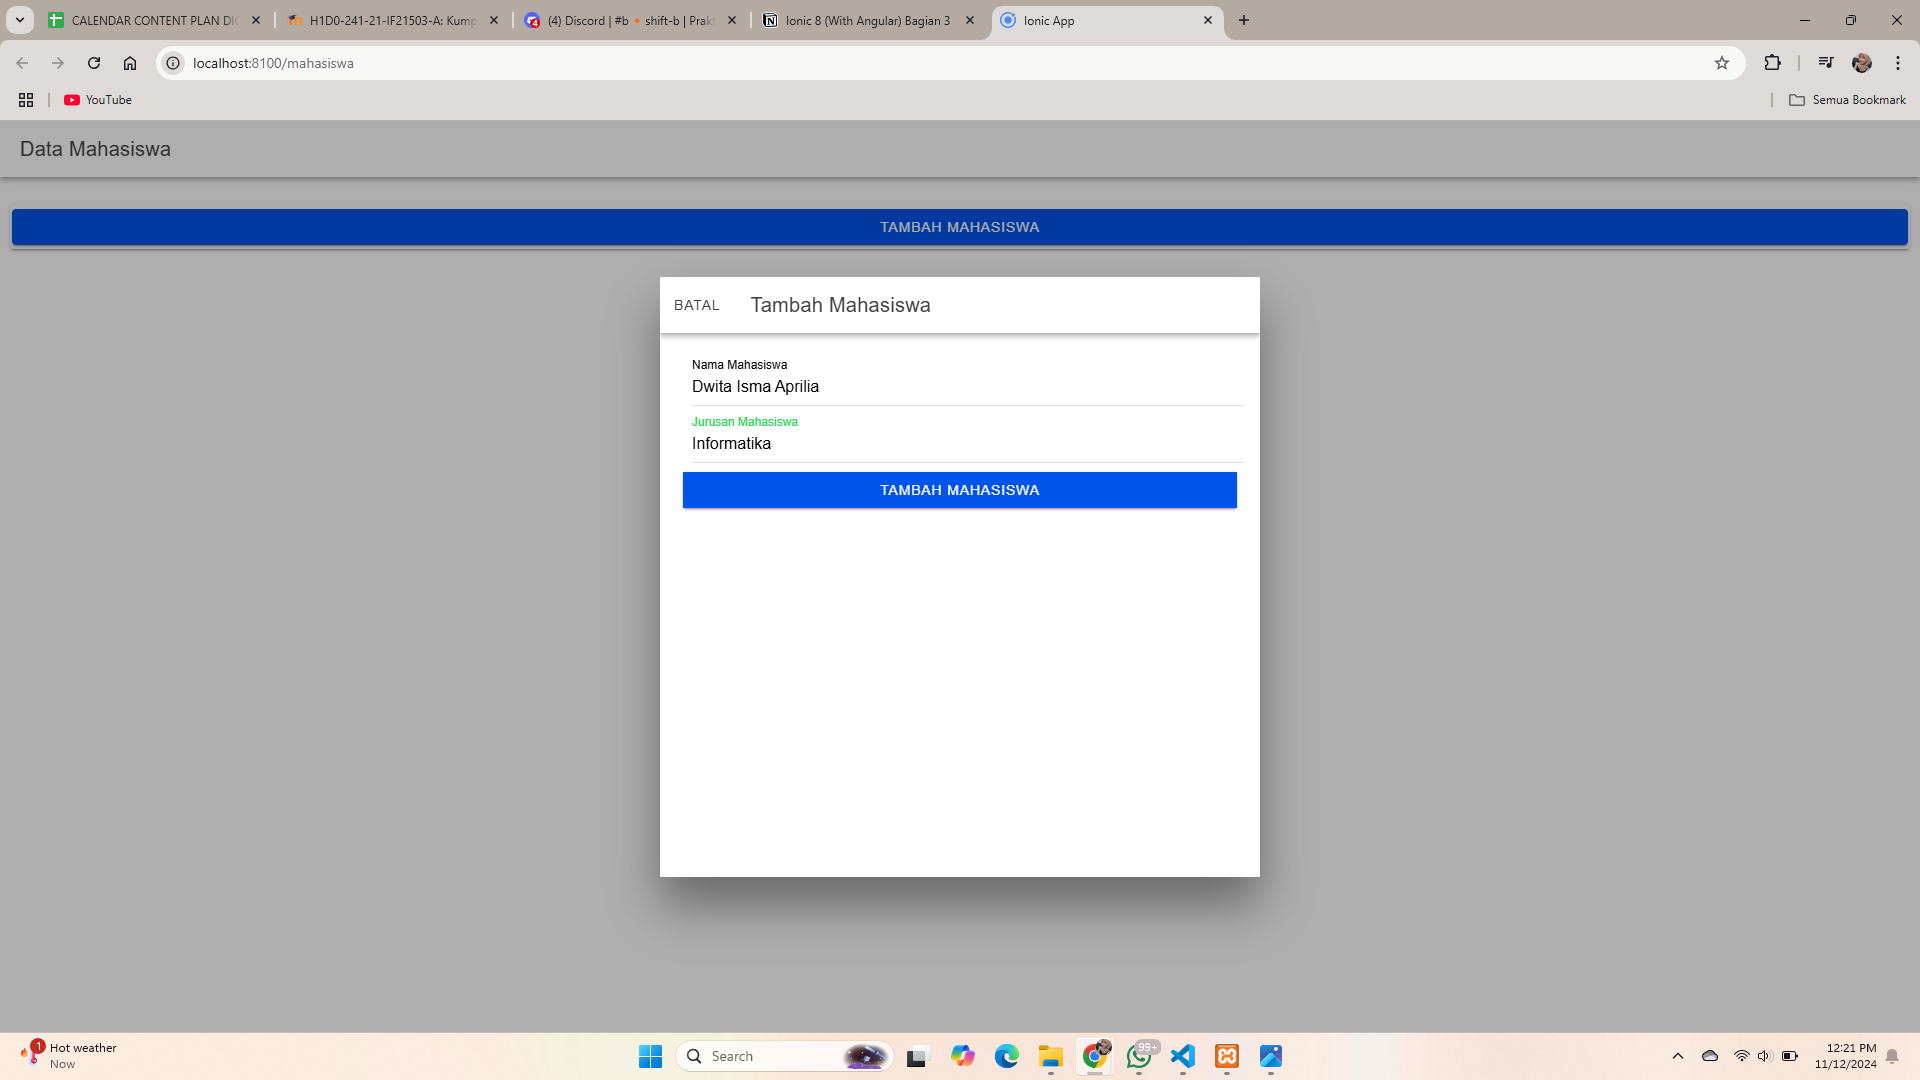 CALENDAR CONTENT PLAN DI
H1D0-241-21-IF21503-A: Kump
(4) Discord | #b shift-b | Prak
Ionic 8 (With Angular) Bagian 3
Ionic App
localhost:8100/mahasiswa
YouTube
Semua Bookmark
Data Mahasiswa
TAMBAH MAHASISWA
BATAL
Tambah Mahasiswa
Nama Mahasiswa
Dwita Isma Aprilia
Jurusan Mahasiswa
Informatika
TAMBAH MAHASISWA
1
Hot weather
Now
Search
99+
12:21 PM
11/12/2024